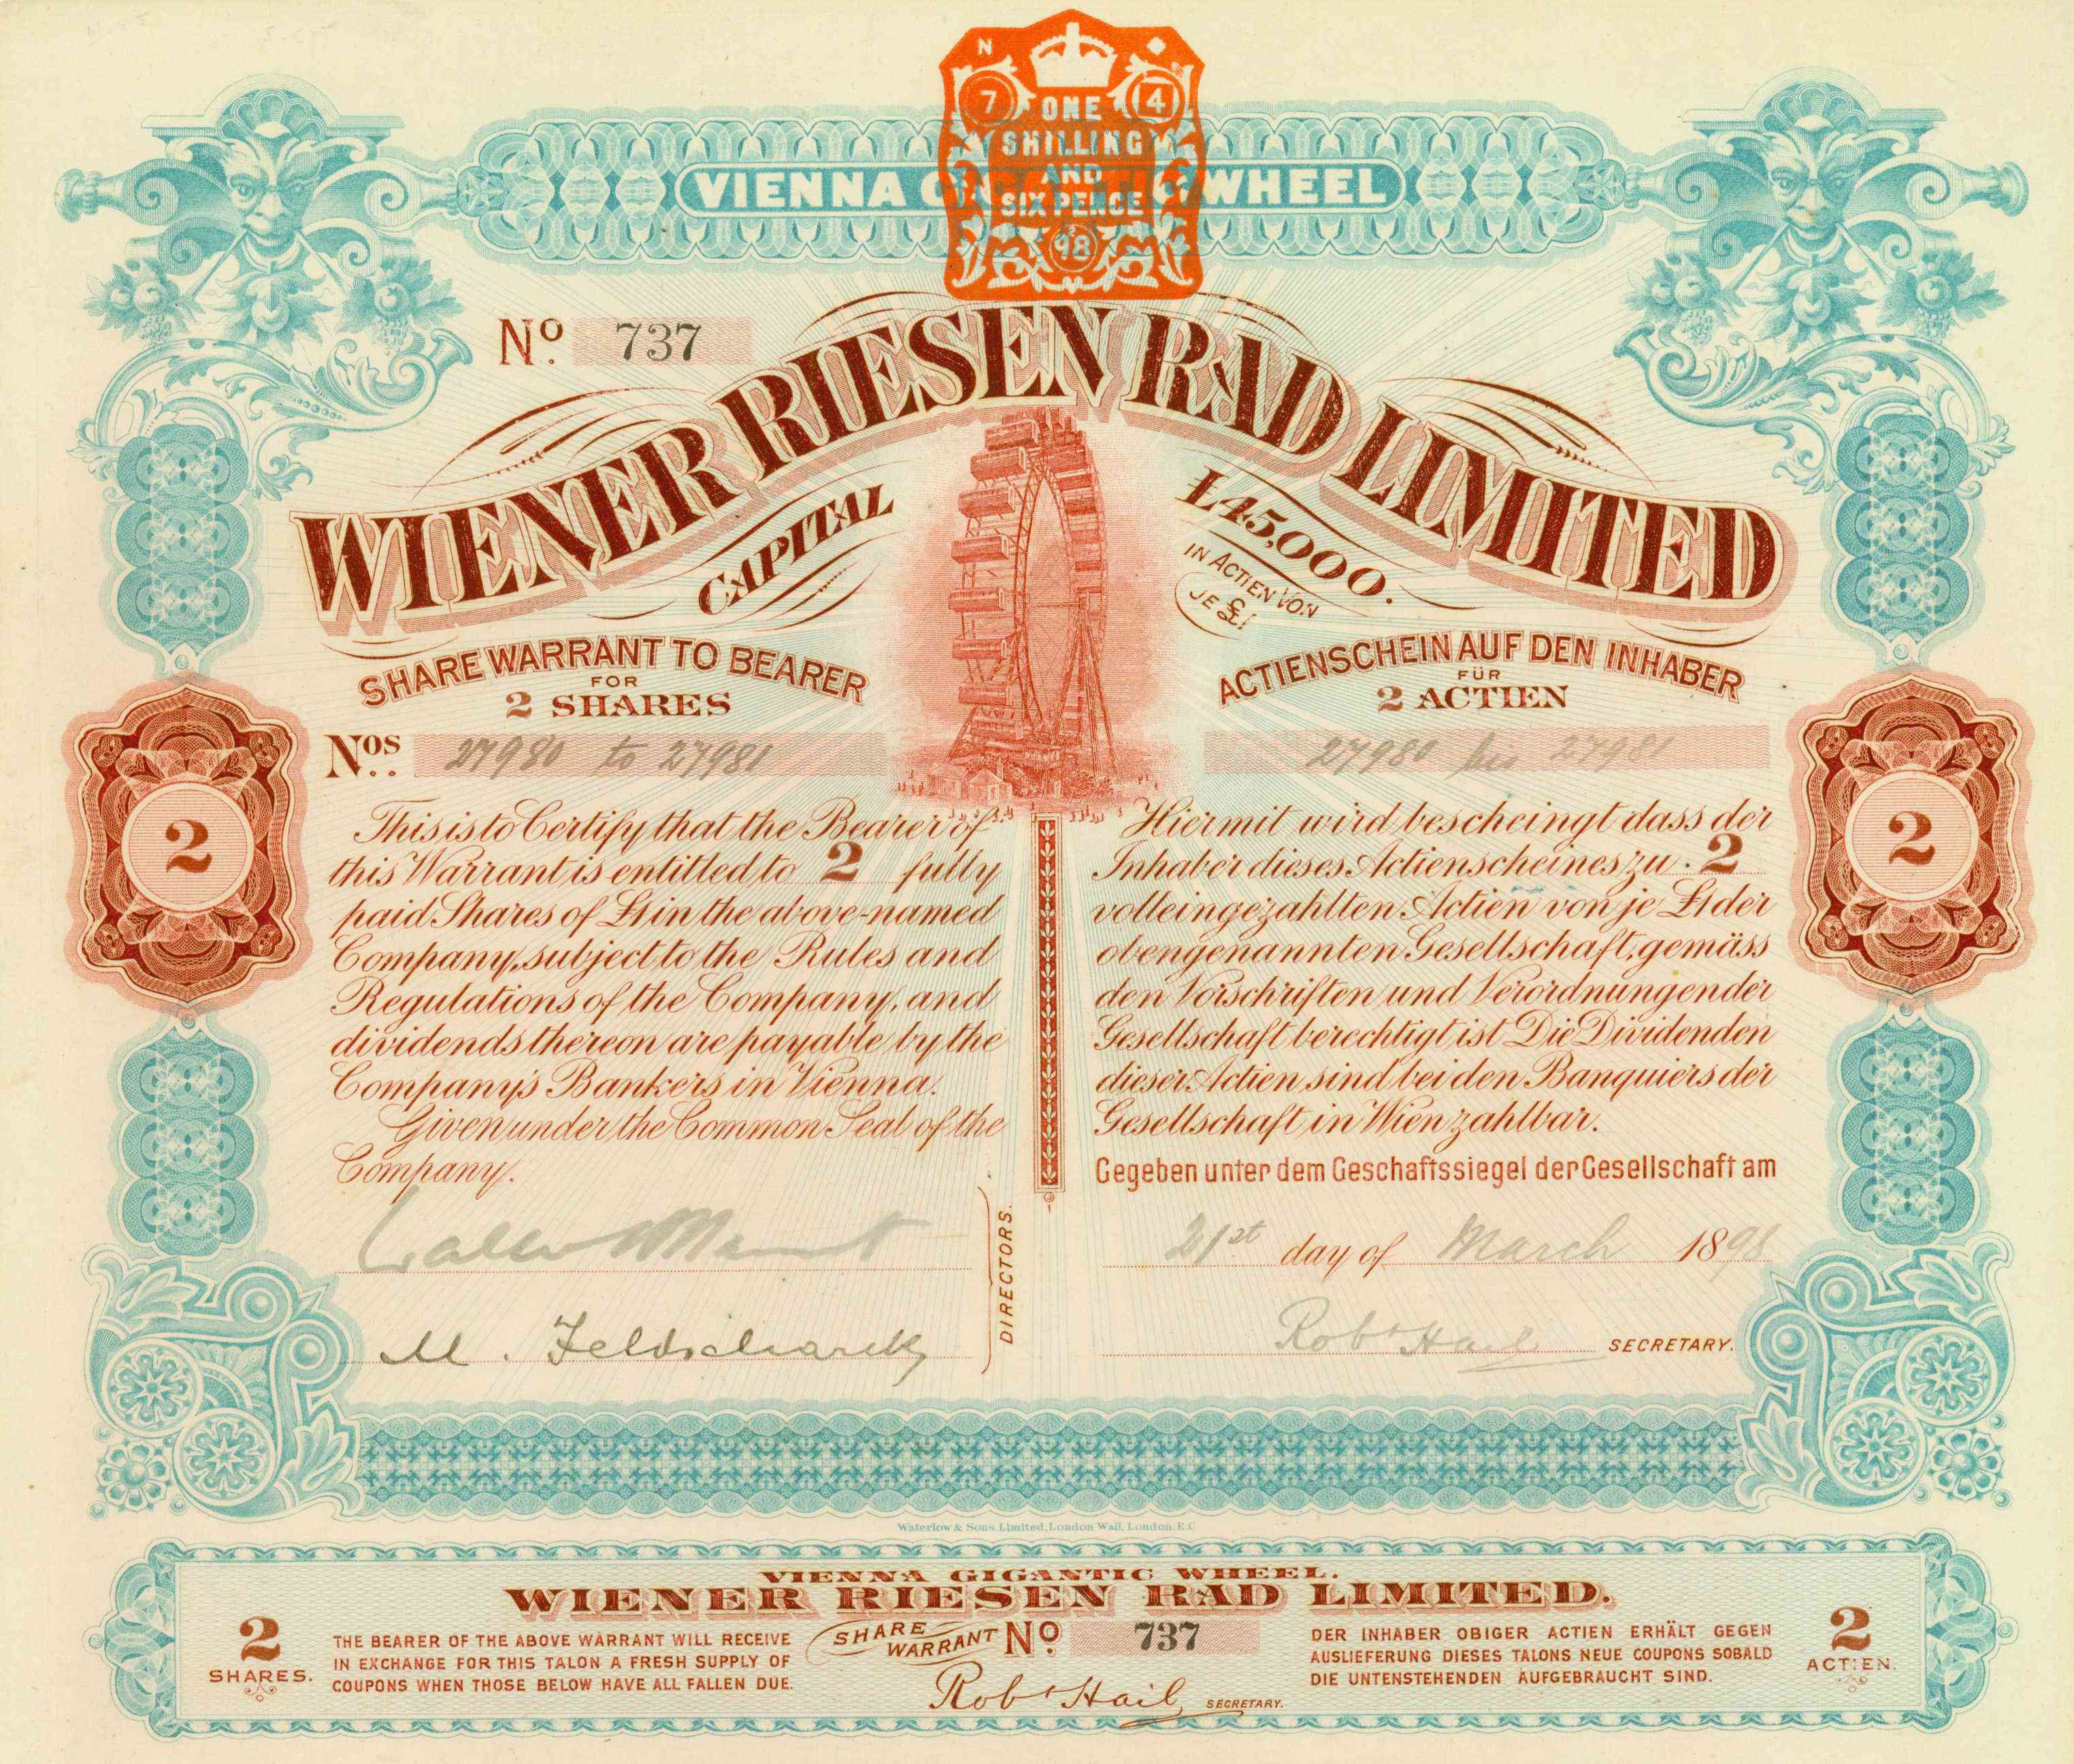 N 7 4
ONE
SHILLING
AND
SIXPENCE
98
VIENNA GIGANTIC WHEEL
Nº. 737
WIENER RIESEN RAD LIMITED
CAPITAL £45,000.
IN ACTIEN VON
JE £1
SHARE WARRANT TO BEARER
FOR
2 SHARES
Nos. 27980 to 27981
2
This is to Certify that the Bearer of
this Warrant is entitled to 2 fully
paid Shares of £1 in the above-named
Company, subject to the Rules and
Regulations of the Company, and
dividends thereon are payable by the
Company's Bankers in Vienna.
Given under the Common Seal of the
Company.
M. Feldscharek
DIRECTORS.
ACTIENSCHEIN AUF DEN INHABER
FÜR
2 ACTIEN
27980 bis 27981
2
Hiermit wird bescheingt dass der
Inhaber dieses Actienscheines zu 2
volleingezahlten Actien von je £1 der
obengenannten Gesellschaft, gemäss
den Vorschriften und Verordnungen der
Gesellschaft berechtigt ist Die Dividenden
dieser Actien sind bei den Banquiers der
Gesellschaft in Wien zahlbar.
Gegeben unter dem Geschaftssiegel der Gesellschaft am
21st day of March 1898
Robt Hail SECRETARY.
Waterlow & Sons, Limited, London Wall, London, E.C.
VIENNA GIGANTIC WHEEL.
WIENER RIESEN RAD LIMITED.
2
SHARES.
THE BEARER OF THE ABOVE WARRANT WILL RECEIVE
IN EXCHANGE FOR THIS TALON A FRESH SUPPLY OF
COUPONS WHEN THOSE BELOW HAVE ALL FALLEN DUE.
SHARE WARRANT Nº 737
Robt Hail SECRETARY.
DER INHABER OBIGER ACTIEN ERHÄLT GEGEN
AUSLIEFERUNG DIESES TALONS NEUE COUPONS SOBALD
DIE UNTENSTEHENDEN AUFGEBRAUCHT SIND.
2
ACTIEN.